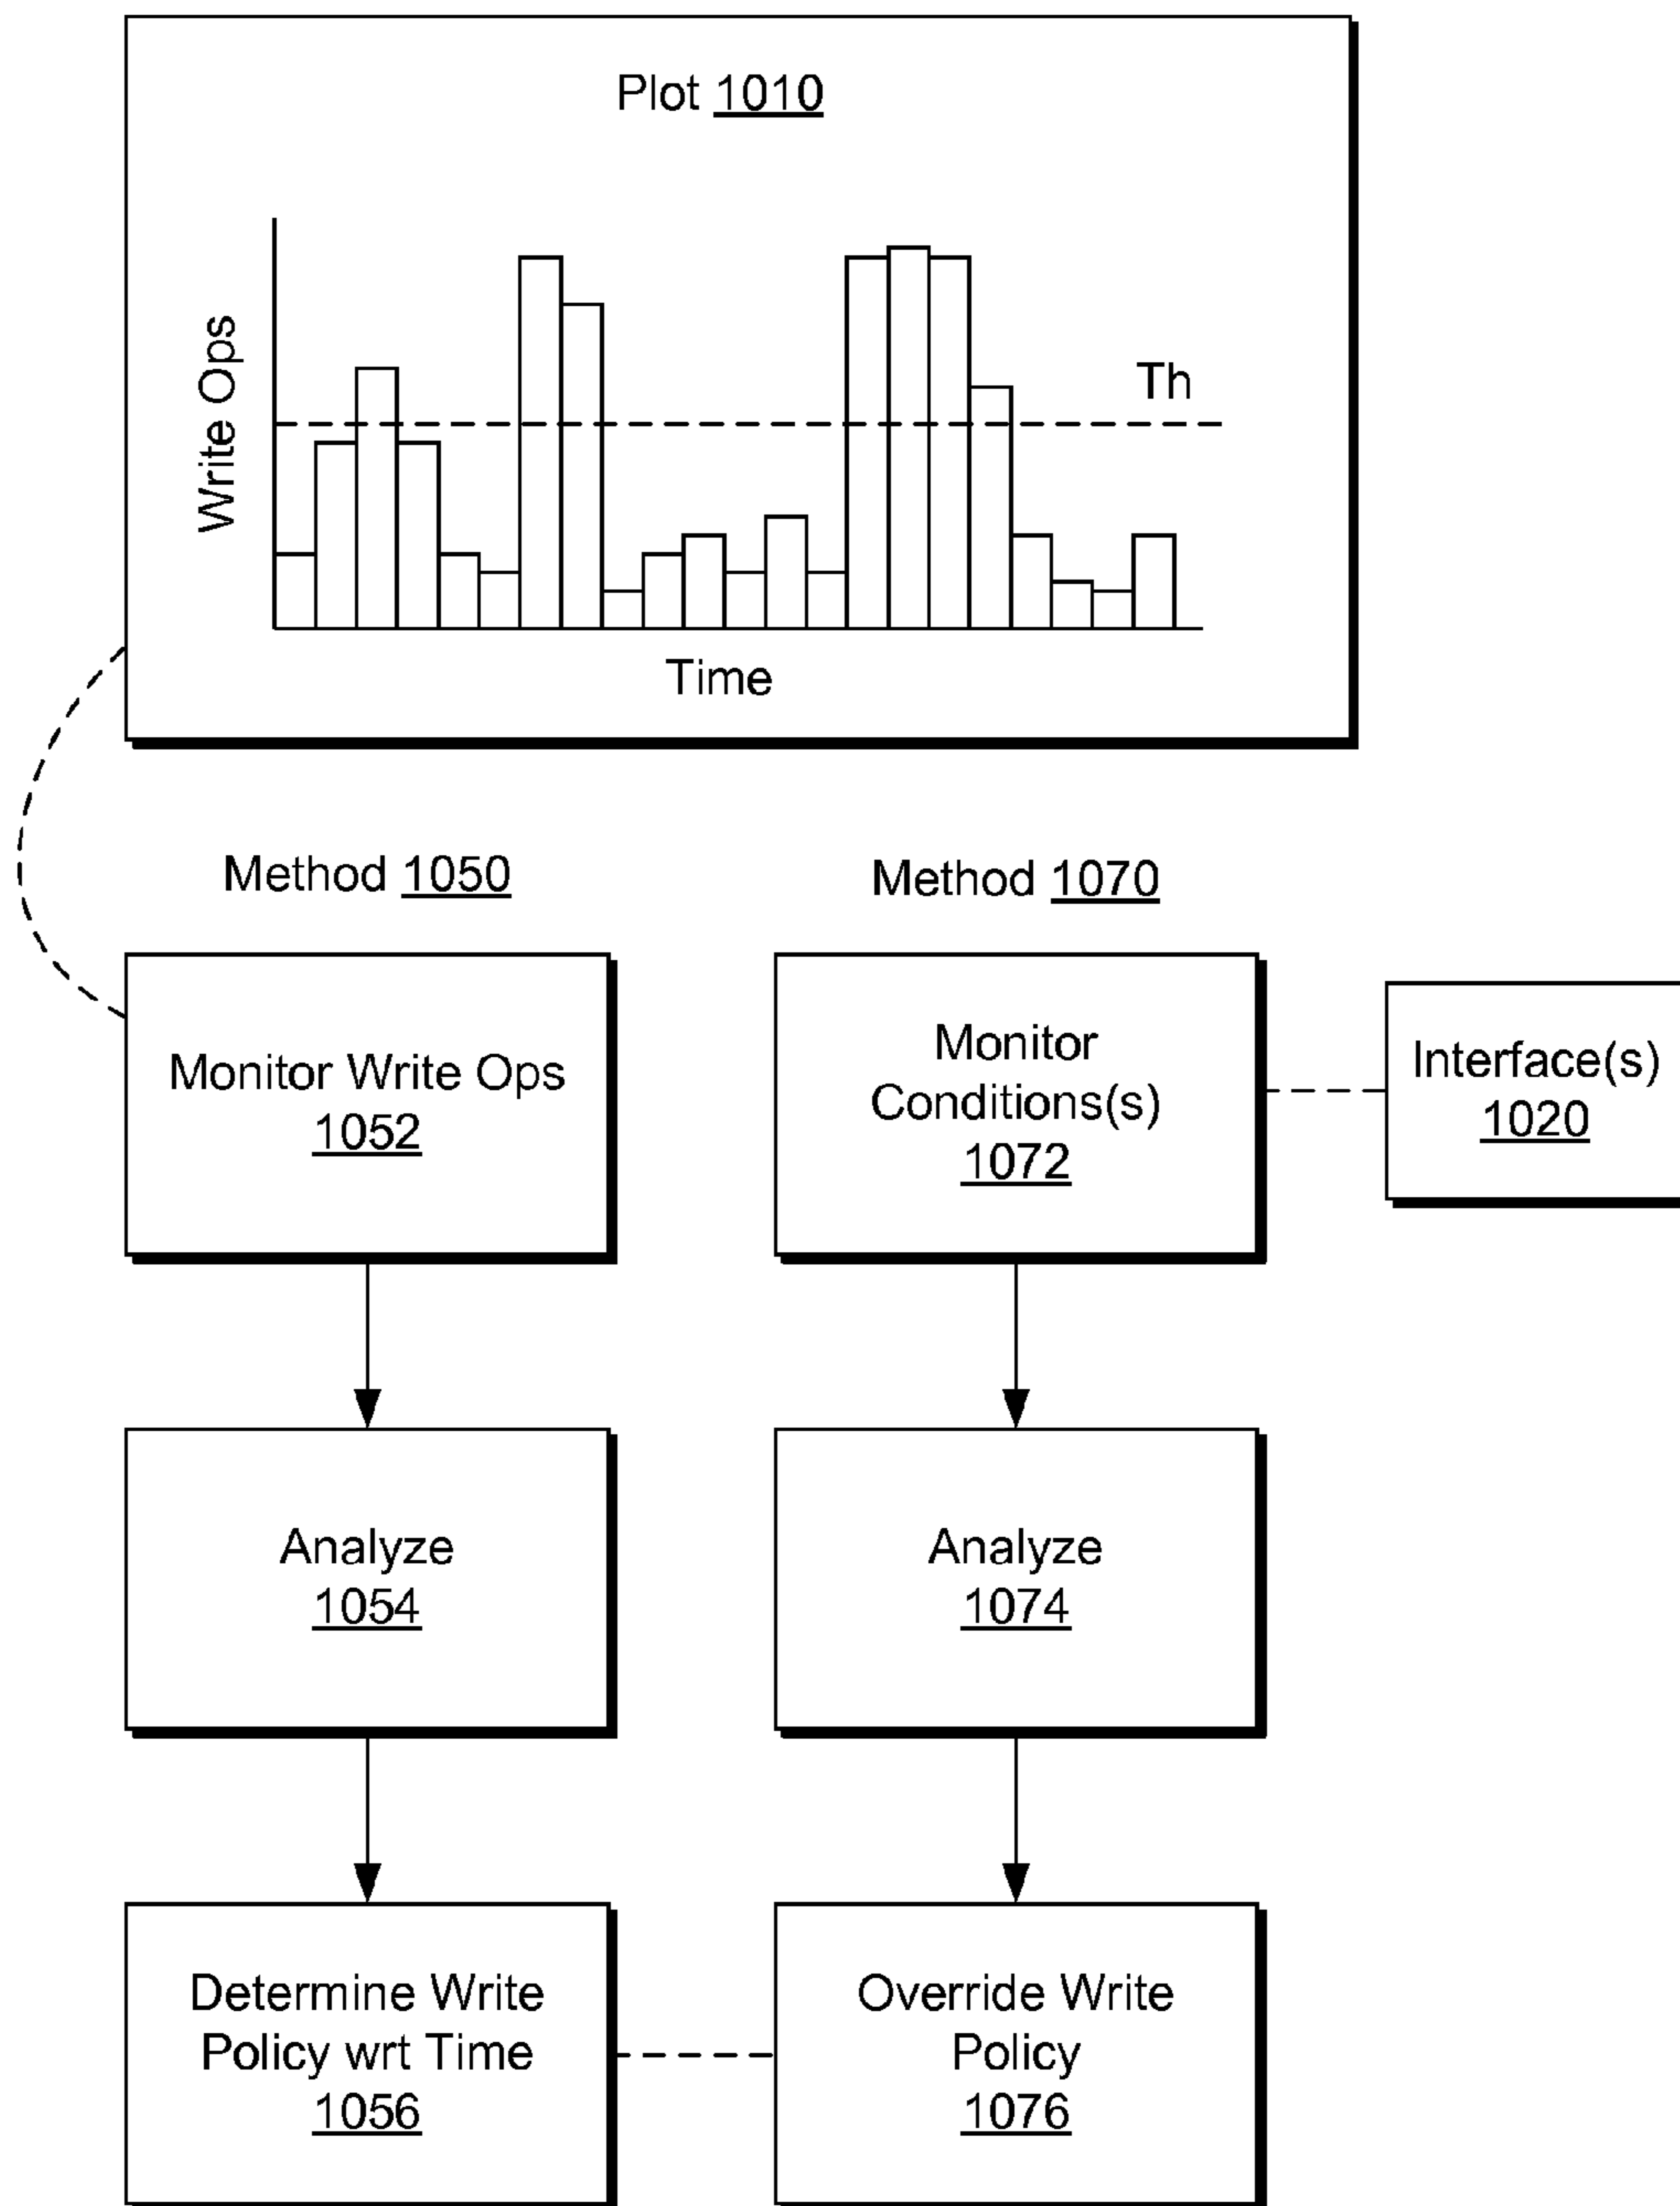 Plot 1010
Write Ops
Th
Time
Method 1050
Method 1070
Monitor Write Ops
1052
Monitor
Conditions(s)
1072
Interface(s)
1020
Analyze
1054
Analyze
1074
Determine Write
Policy wrt Time
1056
Override Write
Policy
1076